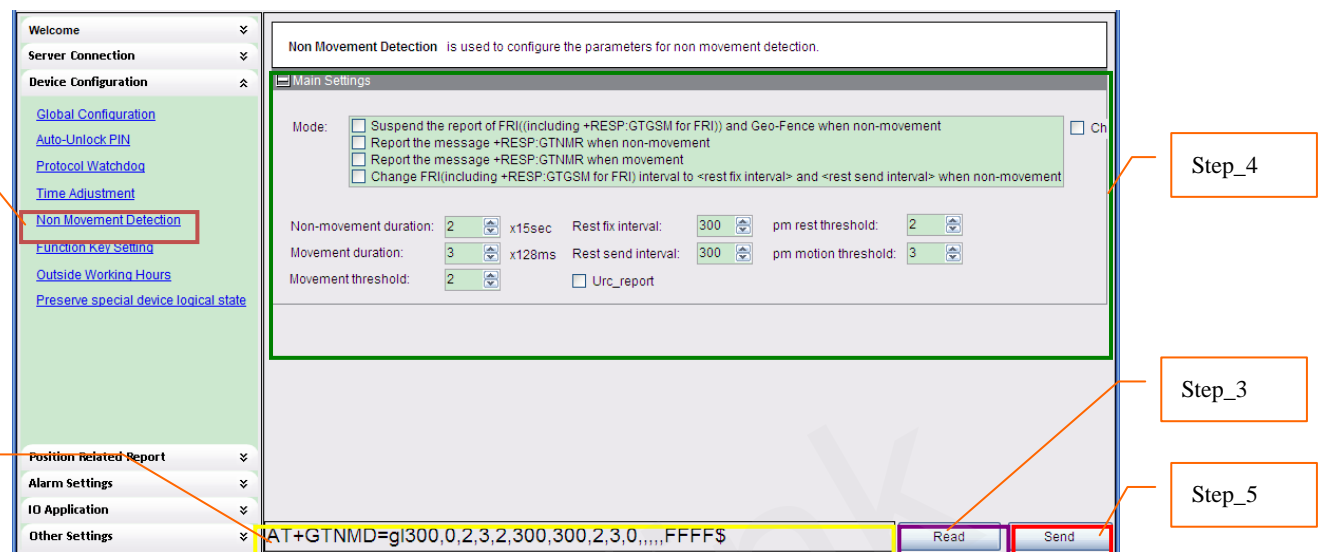 Welcome
Server Connection
Device Configuration
Global Configuration
Auto-Unlock PIN
Protocol Watchdog
Time Adjustment
Non Movement Detection
Function Key Setting
Outside Working Hours
Preserve special device logical state
Position Related Report
Alarm Settings
IO Application
Other Settings
Non Movement Detection is used to configure the parameters for non movement detection.
Main Settings
Mode:
Suspend the report of FRI((including +RESP:GTGSM for FRI)) and Geo-Fence when non-movement
Ch
Report the message +RESP:GTNMR when non-movement
Report the message +RESP:GTNMR when movement
Change FRI(including +RESP:GTGSM for FRI) interval to <rest fix interval> and <rest send interval> when non-movement
Non-movement duration: 2 x15sec Rest fix interval: 300 pm rest threshold: 2
Movement duration: 3 x128ms Rest send interval: 300 pm motion threshold: 3
Movement threshold: 2 Urc_report
AT+GTNMD=gl300,0,2,3,2,300,300,2,3,0,,,,,FFFF$
Read
Send
Step_4
Step_3
Step_5